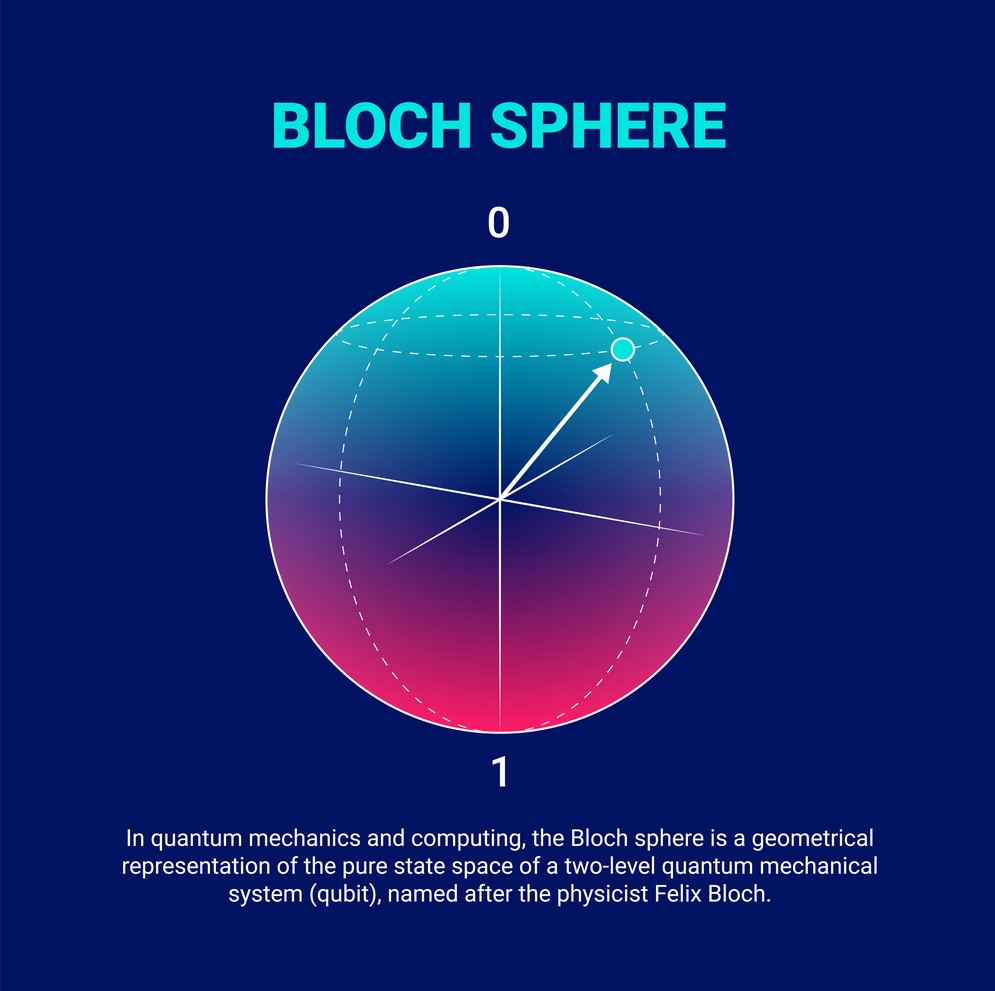 BLOCH SPHERE
0
1
In quantum mechanics and computing, the Bloch sphere is a geometrical
representation of the pure state space of a two-level quantum mechanical
system (qubit), named after the physicist Felix Bloch.